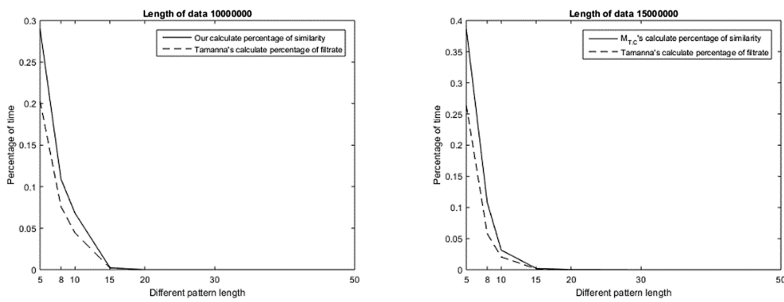 Length of data 10000000
0.3
0.25
0.2
0.15
0.1
0.05
0
Percentage of time
Our calculate percentage of similarity
Tamanna's calculate percentage of filtrate
5 8 10 15 20 30 50
Different pattern length
Length of data 15000000
0.4
0.35
0.3
0.25
0.2
0.15
0.1
0.05
0
Percentage of time
M_T,C's calculate percentage of similarity
Tamanna's calculate percentage of filtrate
5 8 10 15 20 30 50
Different pattern length